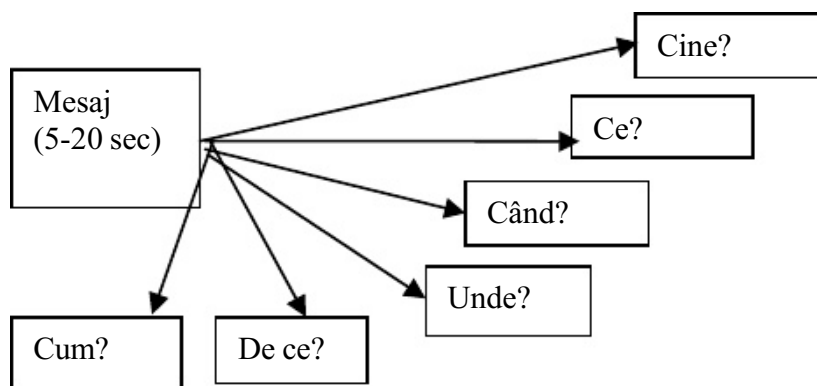 Cine?
Mesaj
(5-20 sec)
Ce?
Când?
Unde?
Cum?
De ce?